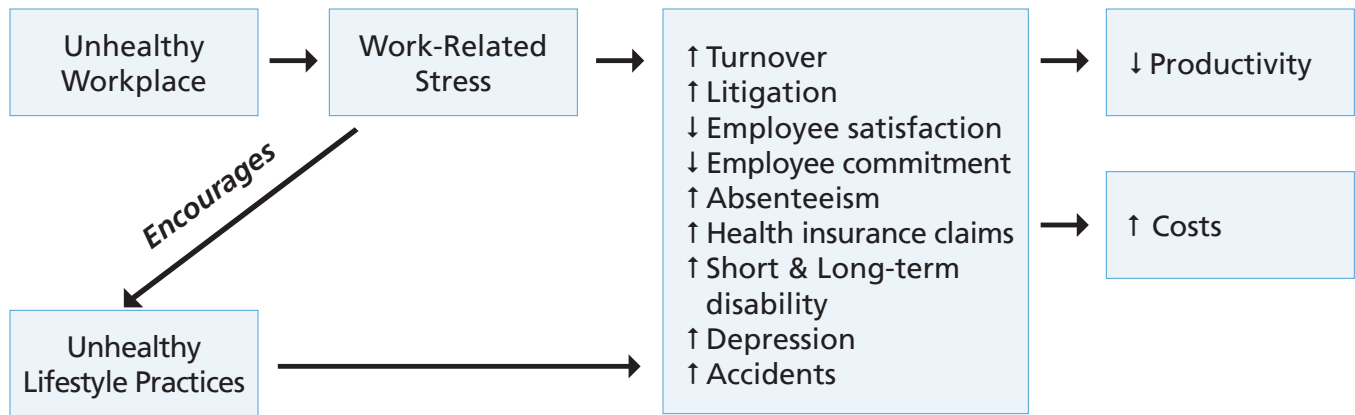 Unhealthy
Workplace
Work-Related
Stress
↑ Turnover
↑ Litigation
↓ Employee satisfaction
↓ Employee commitment
↑ Absenteeism
↑ Health insurance claims
↑ Short & Long-term
disability
↑ Depression
↑ Accidents
↓ Productivity
↑ Costs
Encourages
Unhealthy
Lifestyle Practices